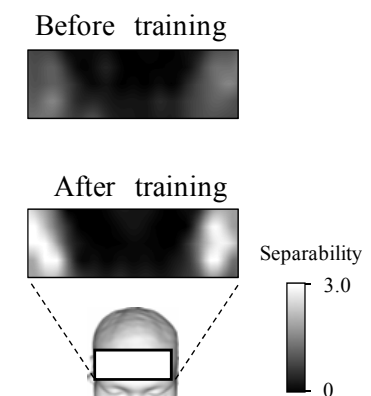 Before training
After training
Separability
3.0
0